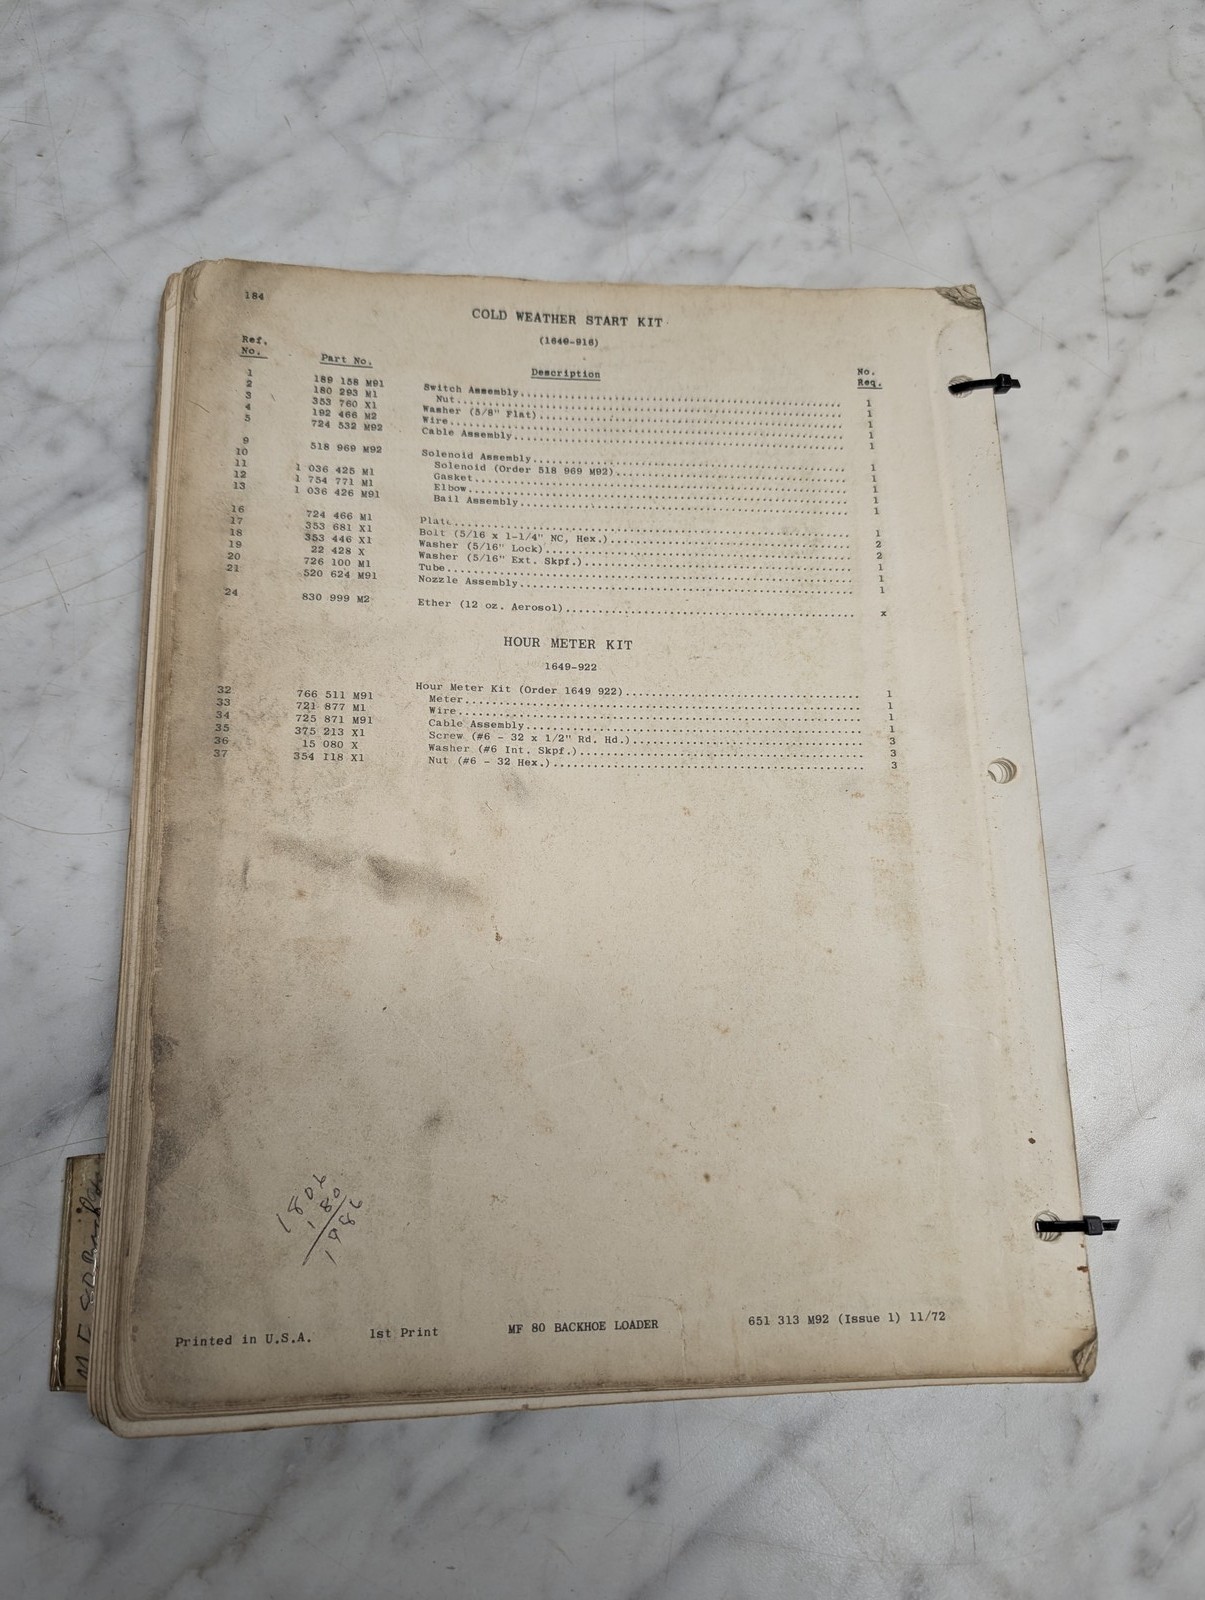 184
COLD WEATHER START KIT
(1640-916)
Ref. No. Part No. Description No. Req.
1 189 158 M91 Switch Assembly 1
2 180 293 M1 Nut 1
3 353 760 X1 Washer (5/8" Flat) 1
4 192 466 M2 Wire 1
5 724 532 M92 Cable Assembly 1
9 518 969 M92 Solenoid Assembly 1
10 Solenoid (Order 518 969 M92) 1
11 1 036 425 M1 Gasket 1
12 1 754 771 M1 Elbow 1
13 1 036 426 M91 Bail Assembly 1
16 724 466 M1 Plate 1
17 353 681 X1 Bolt (5/16 x 1-1/4" NC, Hex.) 2
18 353 446 X1 Washer (5/16" Lock) 2
19 22 428 X Washer (5/16" Ext. Skpf.) 1
20 726 100 M1 Tube 1
21 520 624 M91 Nozzle Assembly 1
24 830 999 M2 Ether (12 oz. Aerosol) x
HOUR METER KIT
1649-922
Hour Meter Kit (Order 1649 922) 1
32 766 511 M91 Meter 1
33 721 877 M1 Wire 1
34 725 871 M91 Cable Assembly 1
35 375 213 X1 Screw (#6 - 32 x 1/2" Rd. Hd.) 3
36 15 080 X Washer (#6 Int. Skpf.) 3
37 354 118 X1 Nut (#6 - 32 Hex.) 3
1806
180
1986
Printed in U.S.A. 1st Print MF 80 BACKHOE LOADER 651 313 M92 (Issue 1) 11/72